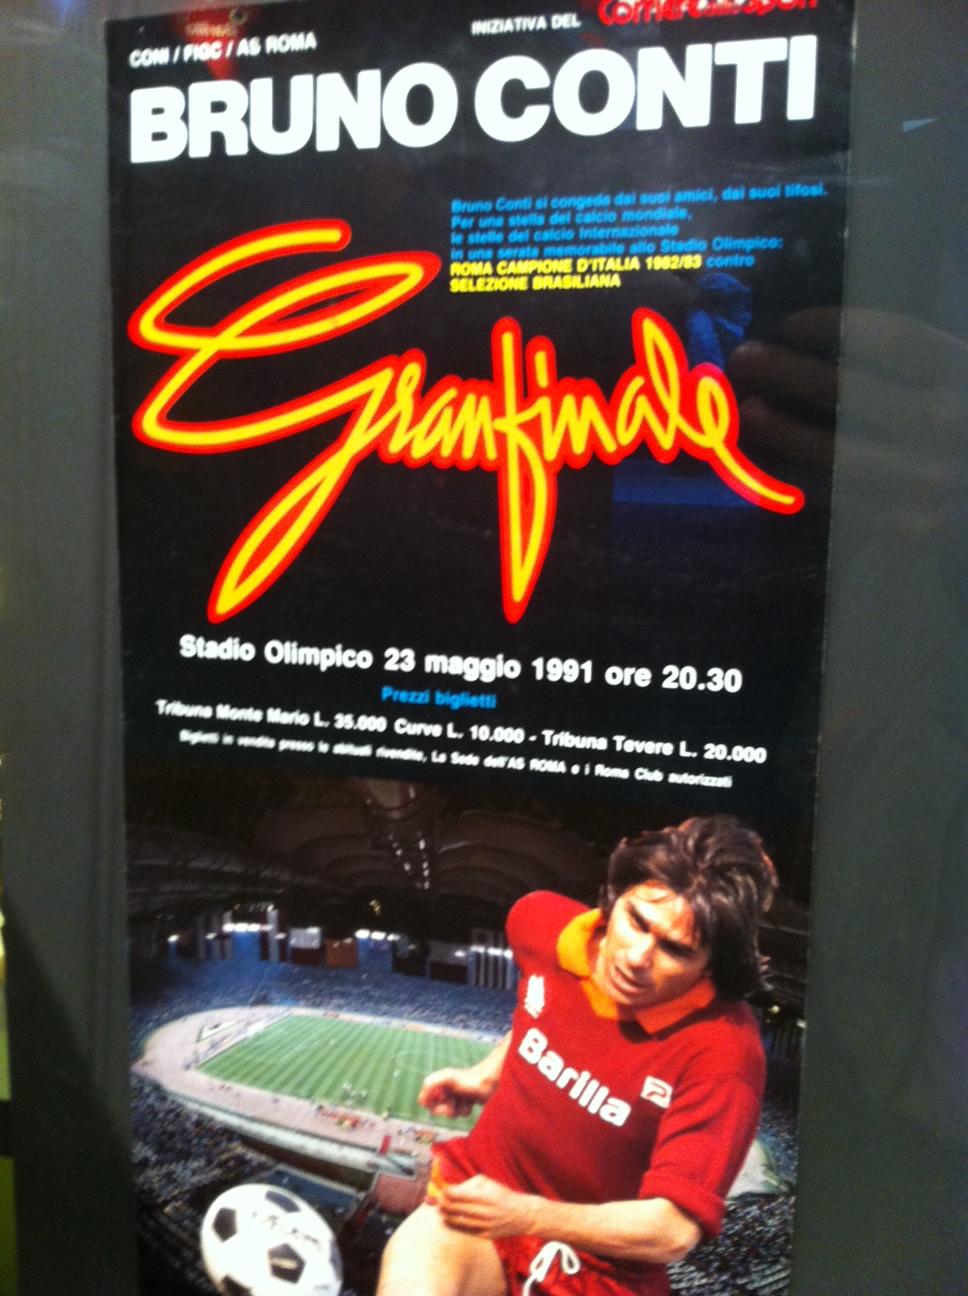 CONI / FIGC / AS ROMA
INIZIATIVA DEL
BRUNO CONTI
Bruno Conti si congeda dai suoi amici, dai suoi tifosi.
Per una stella del calcio mondiale,
le stelle del calcio internazionale
in una serata memorabile allo Stadio Olimpico:
ROMA CAMPIONE D'ITALIA 1982/83 contro
SELEZIONE BRASILIANA
Granfinale
Stadio Olimpico 23 maggio 1991 ore 20.30
Prezzi biglietti
Tribuna Monte Mario L. 35.000 Curve L. 10.000 - Tribuna Tevere L. 20.000
Biglietti in vendita presso le abituali rivendite, La Sede dell'AS ROMA e i Roma Club autorizzati
Barilla